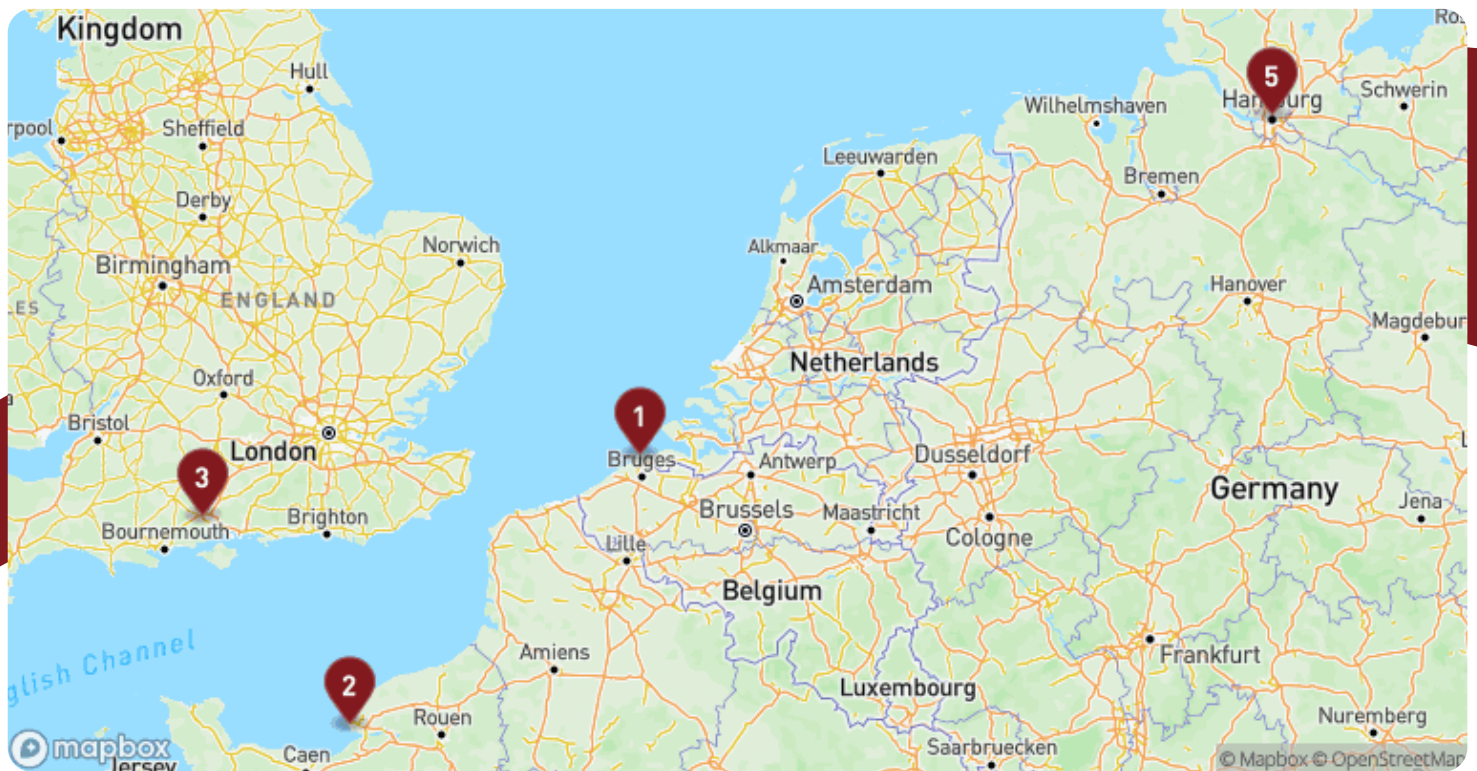 Kingdom
Hull
rpool
Sheffield
Derby
Norwich
Birmingham
ENGLAND
LES
Oxford
Bristol
London
3
Bournemouth
Brighton
glish Channel
2
Amiens
Rouen
Caen
Jersey
mapbox
1
Bruges
Lille
Antwerp
Brussels
Maastricht
Belgium
Luxembourg
Saarbruecken
Leeuwarden
Alkmaar
Amsterdam
Netherlands
Wilhelmshaven
Bremen
5
Schwerin
Hanover
Magdebur
Dusseldorf
Cologne
Germany
Jena
Frankfurt
Nuremberg
© Mapbox © OpenStreetMap